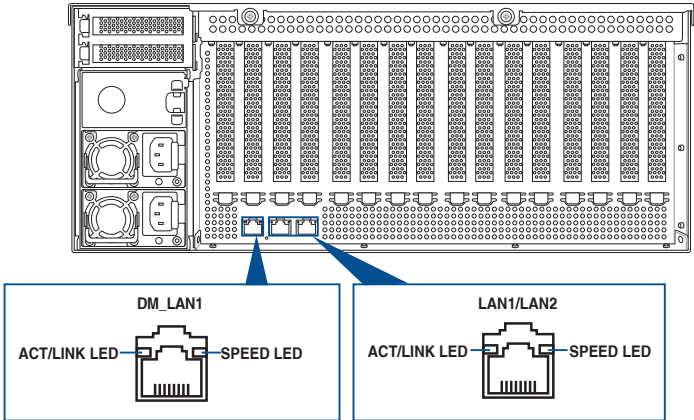 DM_LAN1
ACT/LINK LED
SPEED LED
LAN1/LAN2
ACT/LINK LED
SPEED LED